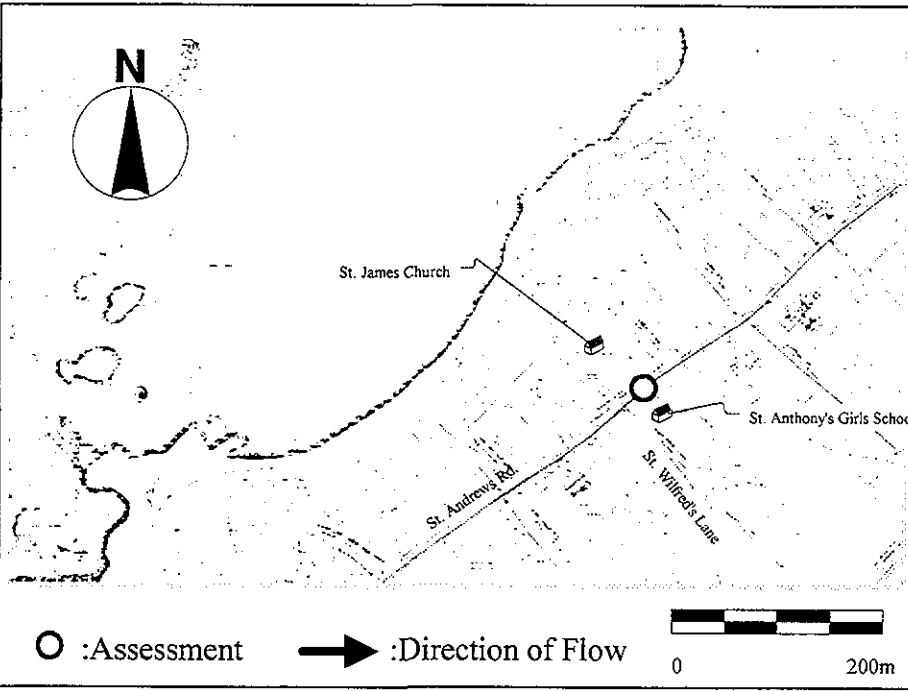 N
St. James Church
St. Anthony's Girls Schoo
St. Andrews Rd.
St. Wilfred's Lane
:Assessment
:Direction of Flow
0
200m